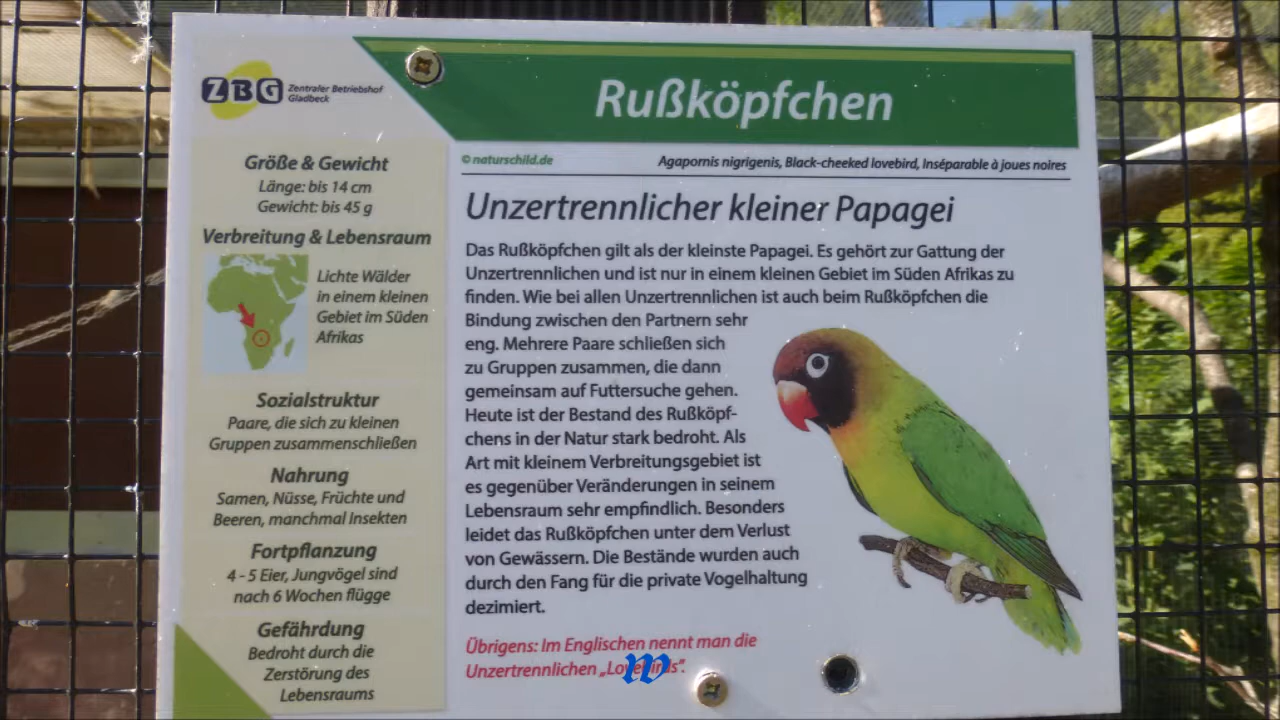 ZBG
Zentraler Betriebshof
Gladbeck
Rußköpfchen
© naturschild.de
Agapornis nigrigenis, Black-cheeked lovebird, Inséparable à joues noires
Größe & Gewicht
Länge: bis 14 cm
Gewicht: bis 45 g
Verbreitung & Lebensraum
Lichte Wälder
in einem kleinen
Gebiet im Süden
Afrikas
Sozialstruktur
Paare, die sich zu kleinen
Gruppen zusammenschließen
Nahrung
Samen, Nüsse, Früchte und
Beeren, manchmal Insekten
Fortpflanzung
4 - 5 Eier, Jungvögel sind
nach 6 Wochen flügge
Gefährdung
Bedroht durch die
Zerstörung des
Lebensraums
Unzertrennlicher kleiner Papagei
Das Rußköpfchen gilt als der kleinste Papagei. Es gehört zur Gattung der
Unzertrennlichen und ist nur in einem kleinen Gebiet im Süden Afrikas zu
finden. Wie bei allen Unzertrennlichen ist auch beim Rußköpfchen die
Bindung zwischen den Partnern sehr
eng. Mehrere Paare schließen sich
zu Gruppen zusammen, die dann
gemeinsam auf Futtersuche gehen.
Heute ist der Bestand des Rußköpf-
chens in der Natur stark bedroht. Als
Art mit kleinem Verbreitungsgebiet ist
es gegenüber Veränderungen in seinem
Lebensraum sehr empfindlich. Besonders
leidet das Rußköpfchen unter dem Verlust
von Gewässern. Die Bestände wurden auch
durch den Fang für die private Vogelhaltung
dezimiert.
Übrigens: Im Englischen nennt man die
Unzertrennlichen „Lovebirds".
w